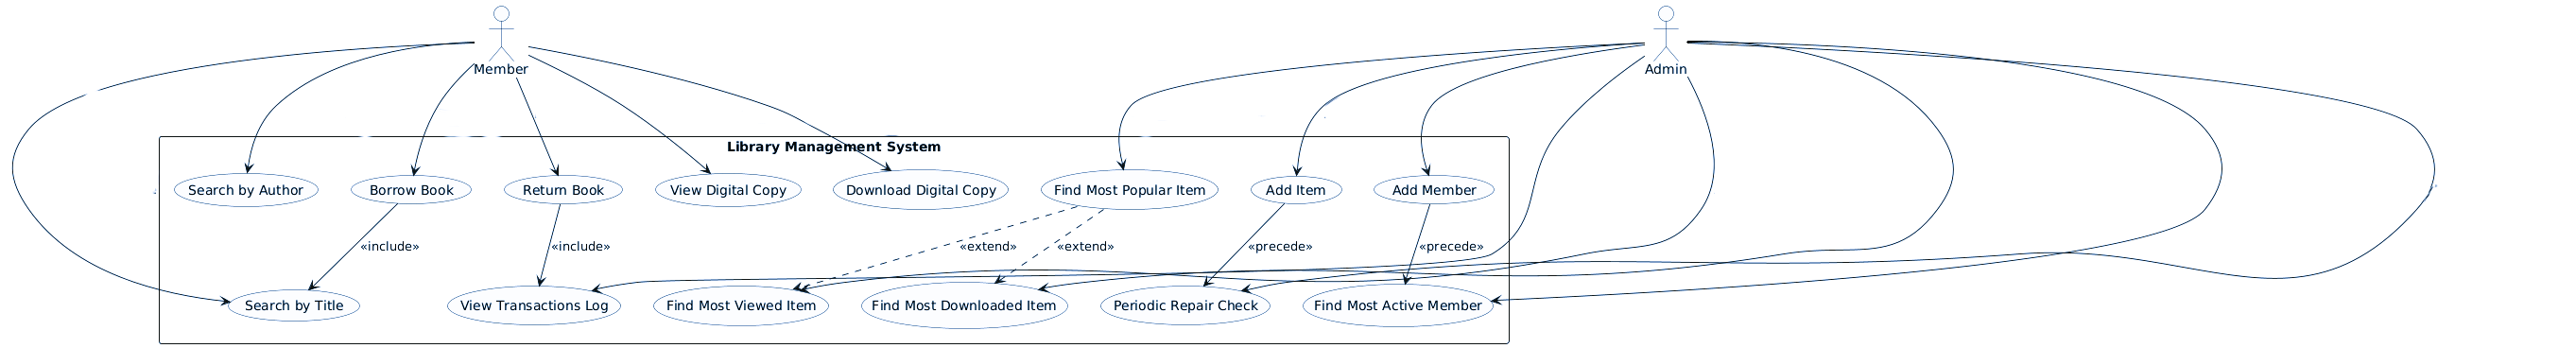 Member
Admin
Library Management System
Search by Author
Borrow Book
Return Book
View Digital Copy
Download Digital Copy
Find Most Popular Item
Add Item
Add Member
«include»
«include»
«extend»
«extend»
«precede»
«precede»
Search by Title
View Transactions Log
Find Most Viewed Item
Find Most Downloaded Item
Periodic Repair Check
Find Most Active Member